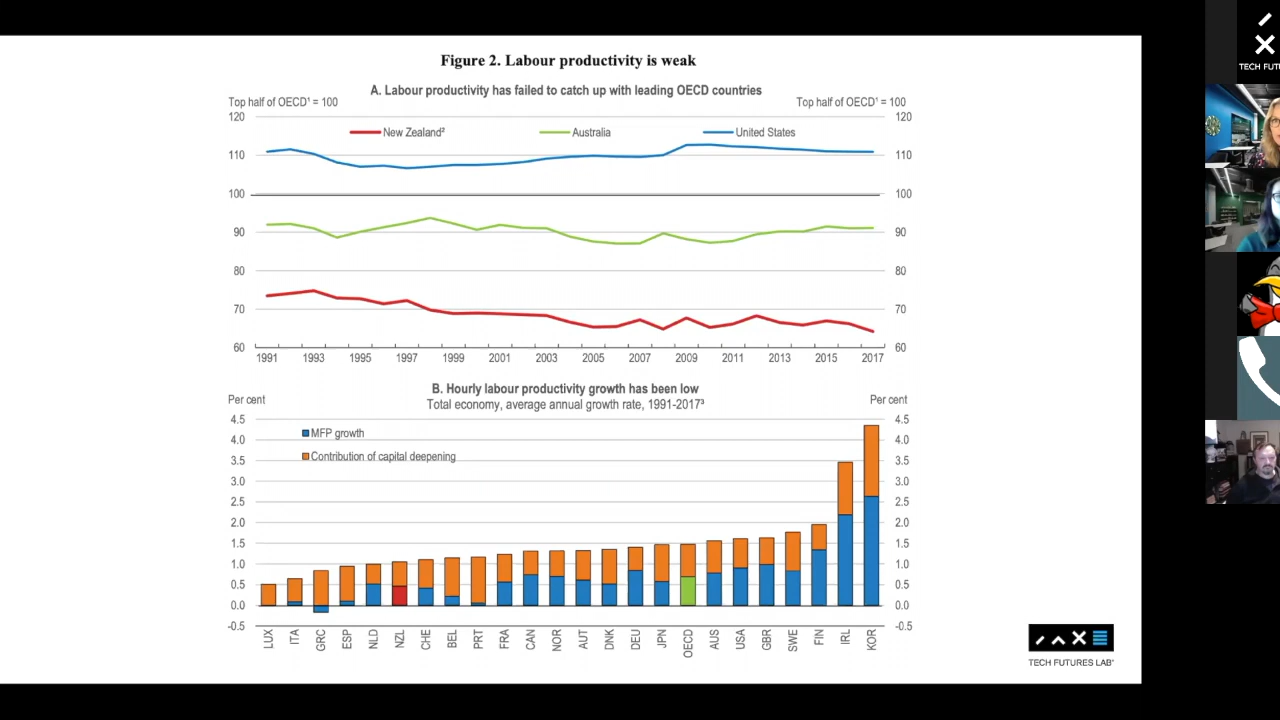 Figure 2. Labour productivity is weak
A. Labour productivity has failed to catch up with leading OECD countries
Top half of OECD¹ = 100
Top half of OECD¹ = 100
120
120
New Zealand²
Australia
United States
110
110
100
100
90
90
80
80
70
70
60
60
1991 1993 1995 1997 1999 2001 2003 2005 2007 2009 2011 2013 2015 2017
B. Hourly labour productivity growth has been low
Per cent
Total economy, average annual growth rate, 1991-2017³
Per cent
4.5
4.5
MFP growth
4.0
4.0
Contribution of capital deepening
3.5
3.5
3.0
3.0
2.5
2.5
2.0
2.0
1.5
1.5
1.0
1.0
0.5
0.5
0.0
0.0
-0.5
-0.5
LUX ITA GRC ESP NLD NZL CHE BEL PRT FRA CAN NOR AUT DNK DEU JPN OECD AUS USA GBR SWE FIN IRL KOR
TECH FUTURES LAB
TECH FUT